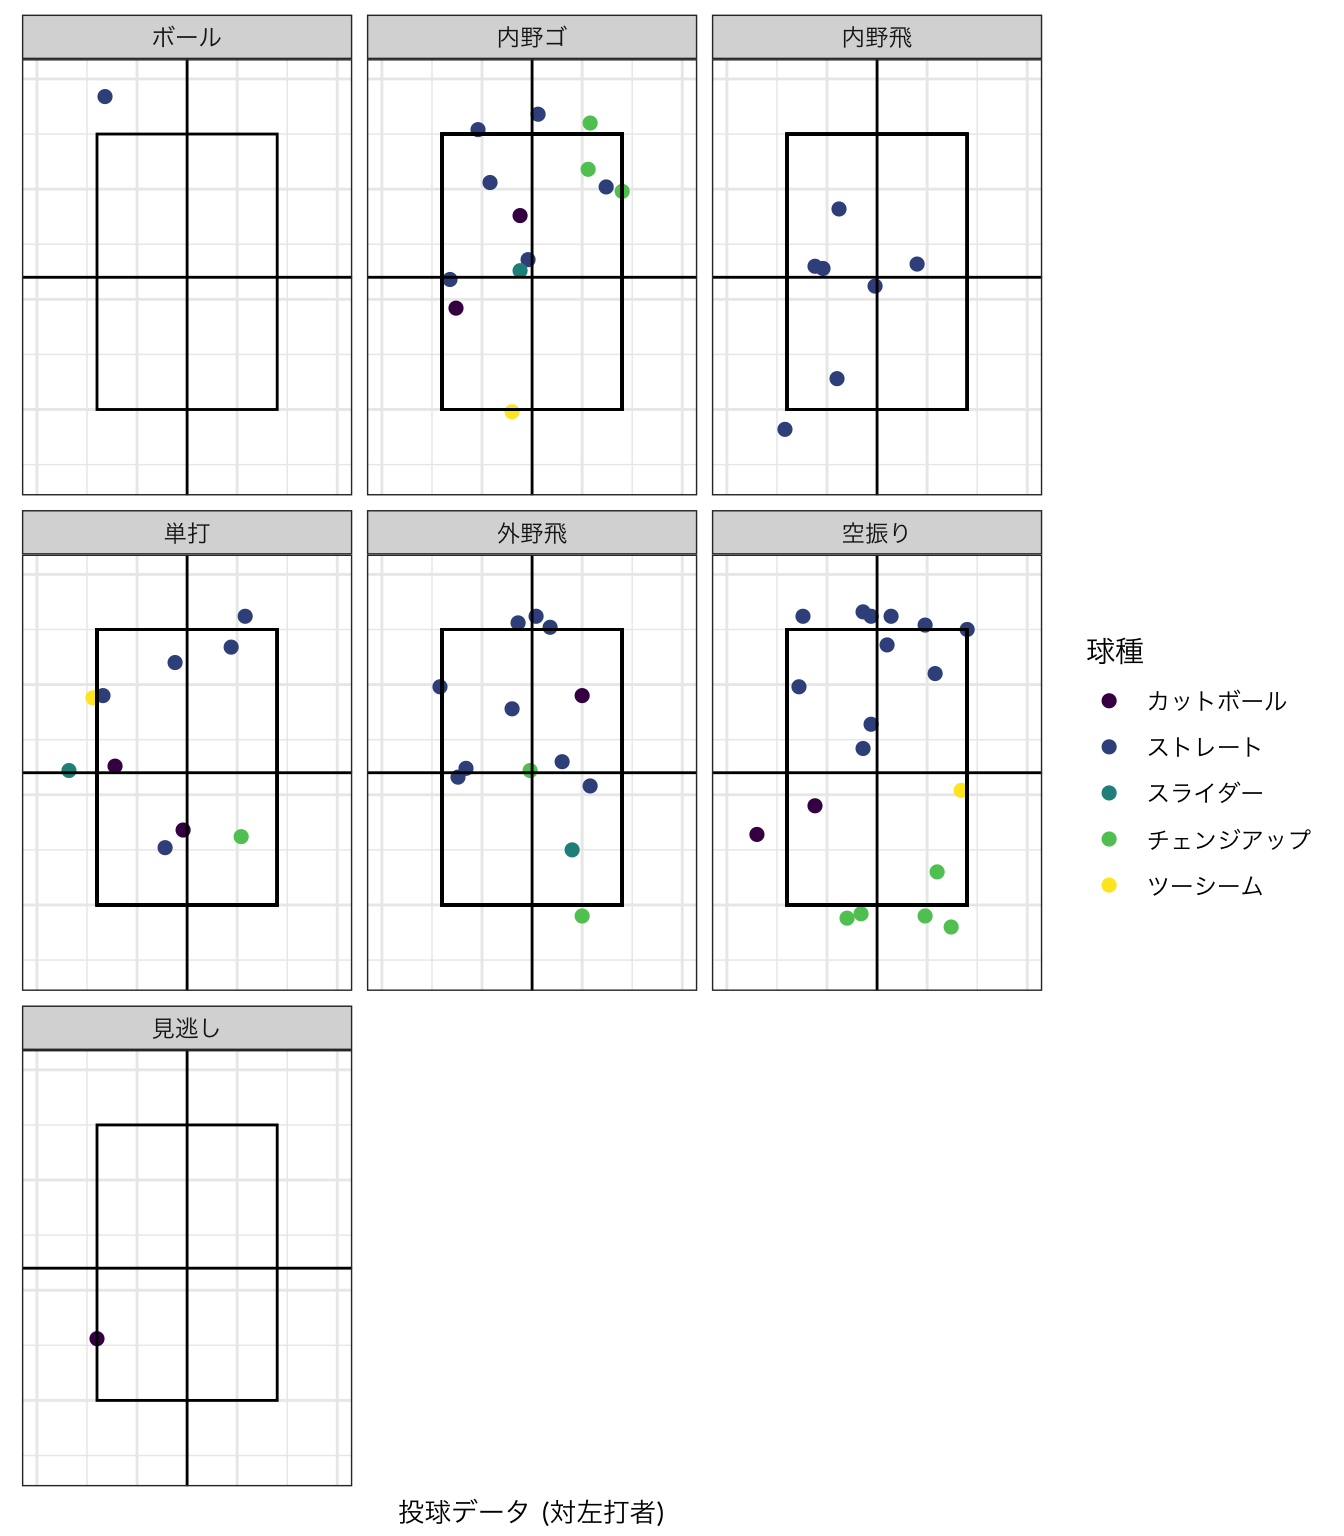 ボール
内野ゴ
内野飛
単打
外野飛
空振り
見逃し
球種
カットボール
ストレート
スライダー
チェンジアップ
ツーシーム
投球データ (対左打者)